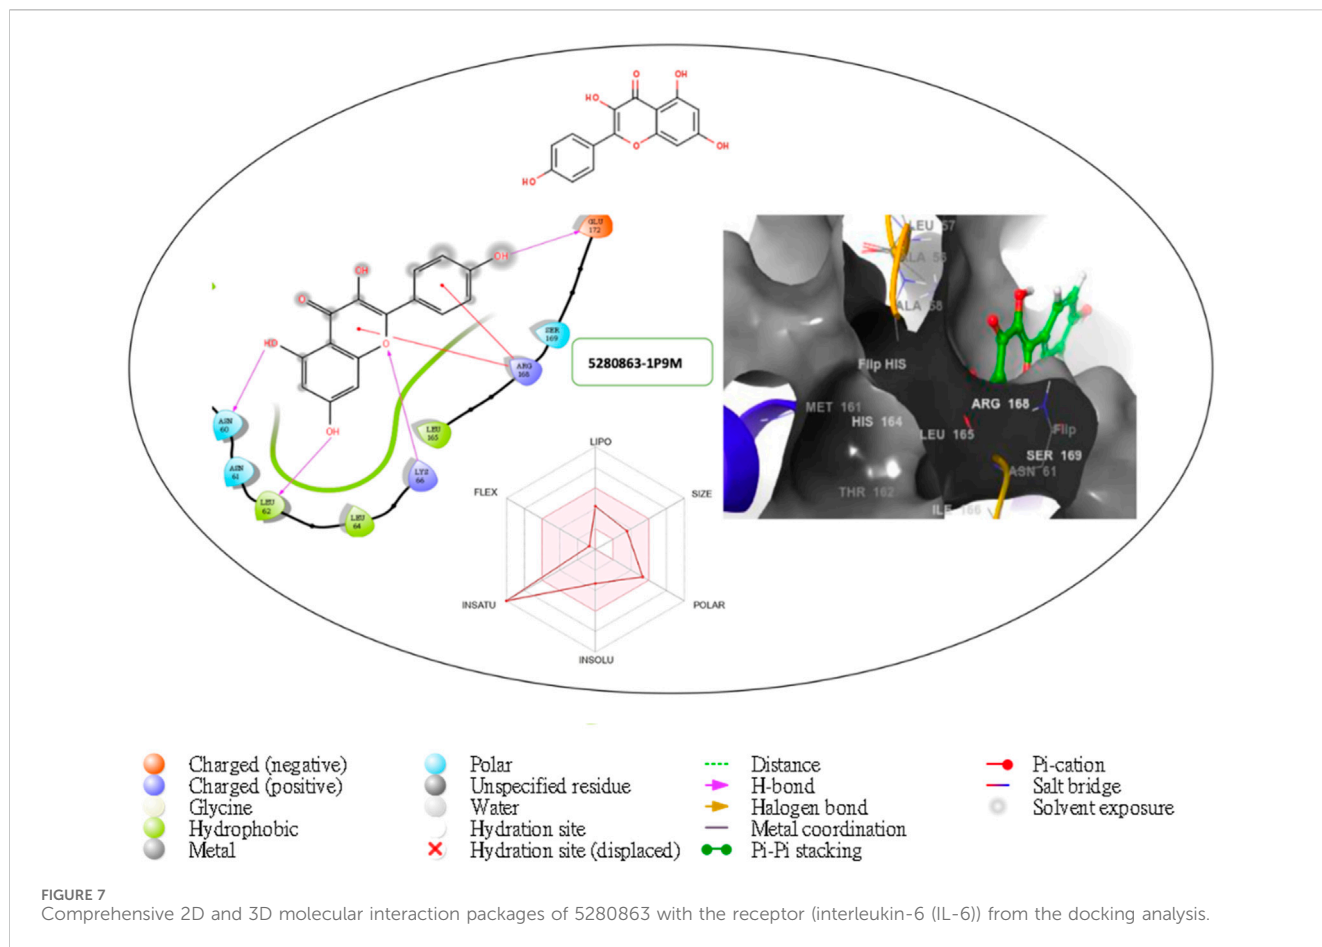 O
OH
HO
O
OH
HO
GLU
172
OH
OH
O
SER
169
HO
O
ARG
168
5280863-1P9M
OH
ASN
60
LEU
165
ASN
61
LYS
66
LEU
62
LEU
64
LEU 57
ALA 56
ALA 58
Flip HIS
MET 161
HIS 164
ARG 168
LEU 165
Flip
SER 169
ASN 61
THR 162
ILE 166
LIPO
FLEX
SIZE
INSATU
POLAR
INSOLU
Charged (negative)
Charged (positive)
Glycine
Hydrophobic
Metal
Polar
Unspecified residue
Water
Hydration site
Hydration site (displaced)
Distance
H-bond
Halogen bond
Metal coordination
Pi-Pi stacking
Pi-cation
Salt bridge
Solvent exposure
FIGURE 7
Comprehensive 2D and 3D molecular interaction packages of 5280863 with the receptor (interleukin-6 (IL-6)) from the docking analysis.